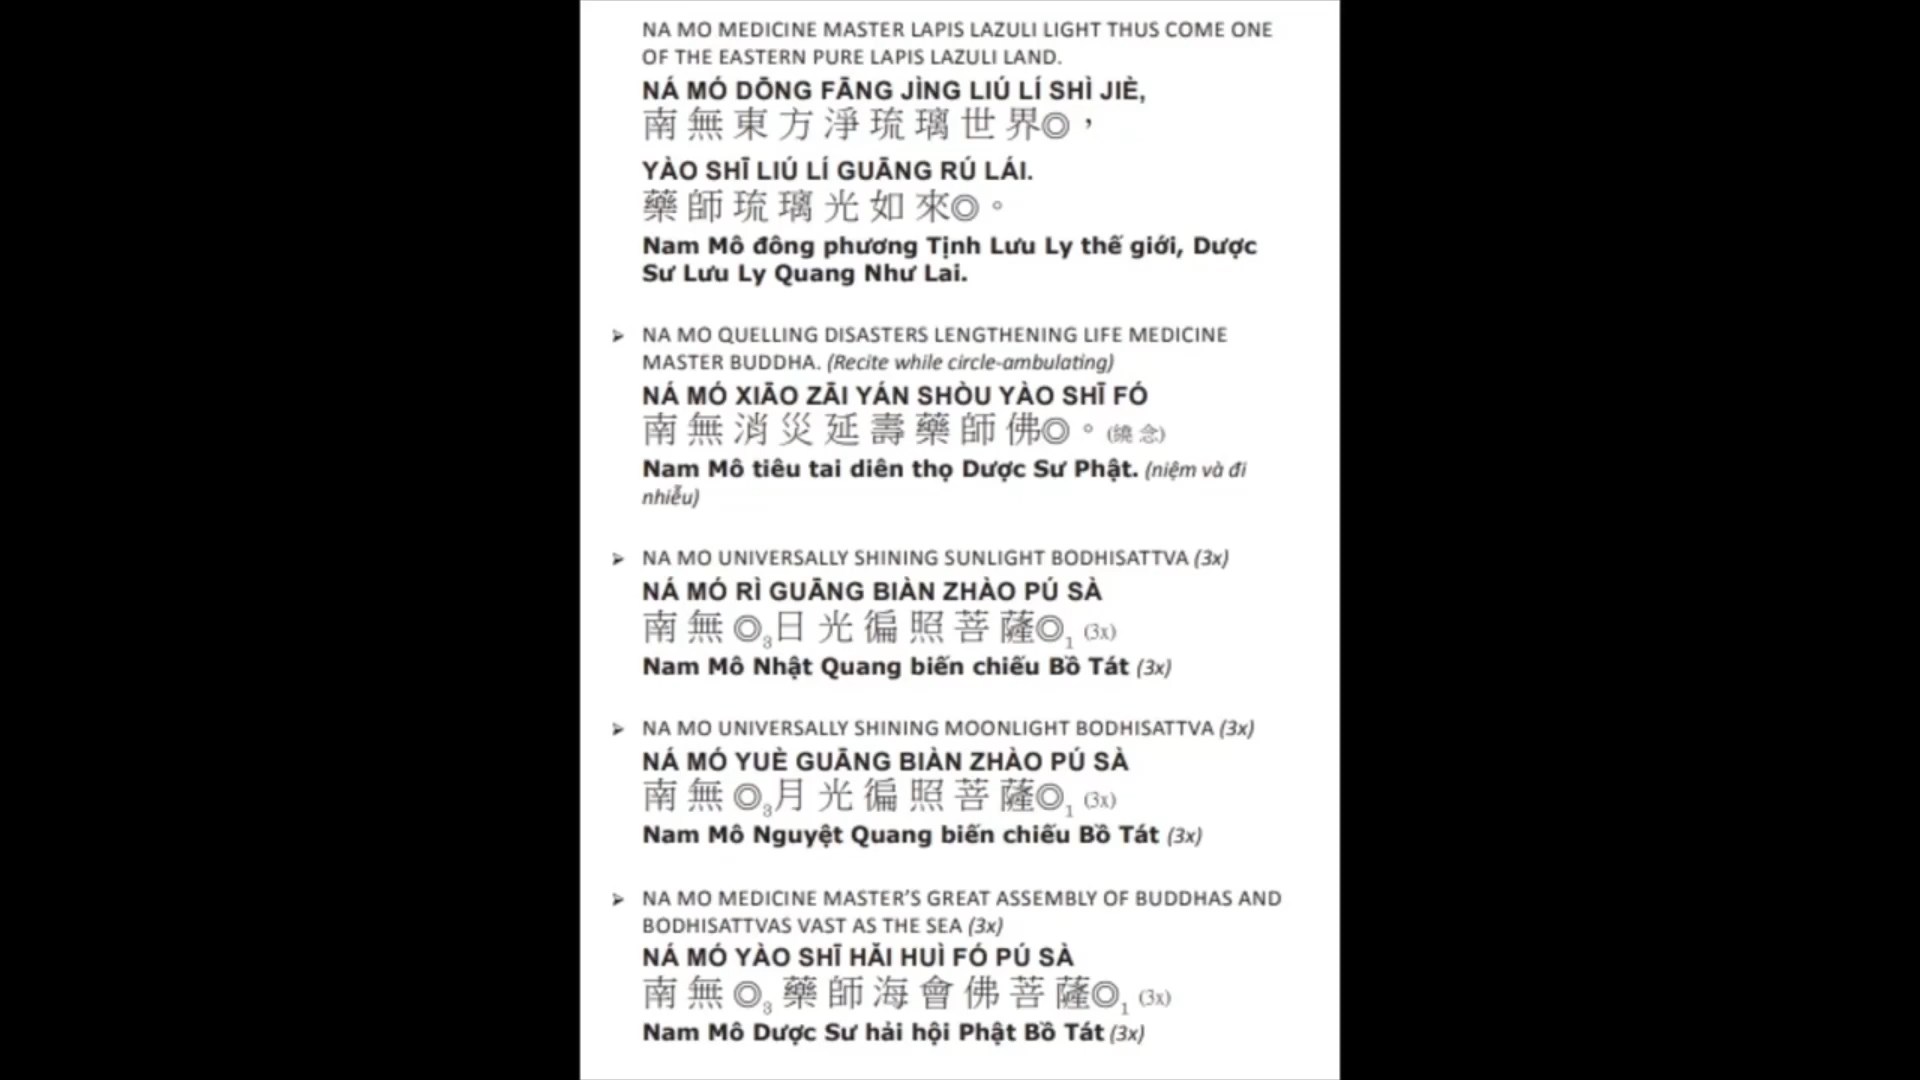 NA MO MEDICINE MASTER LAPIS LAZULI LIGHT THUS COME ONE
OF THE EASTERN PURE LAPIS LAZULI LAND.
NÁ MÓ DŌNG FĀNG JÌNG LIÚ LÍ SHÌ JIÈ,
南 無 東 方 淨 琉 璃 世 界◎，
YÀO SHĪ LIÚ LÍ GUĀNG RÚ LÁI.
藥 師 琉 璃 光 如 來◎。
Nam Mô đông phương Tịnh Lưu Ly thế giới, Dược
Sư Lưu Ly Quang Như Lai.
➢ NA MO QUELLING DISASTERS LENGTHENING LIFE MEDICINE
MASTER BUDDHA. (Recite while circle-ambulating)
NÁ MÓ XIĀO ZĀI YÁN SHÒU YÀO SHĪ FÓ
南 無 消 災 延 壽 藥 師 佛◎。(繞 念)
Nam Mô tiêu tai diên thọ Dược Sư Phật. (niệm và đi
nhiễu)
➢ NA MO UNIVERSALLY SHINING SUNLIGHT BODHISATTVA (3x)
NÁ MÓ RÌ GUĀNG BIÀN ZHÀO PÚ SÀ
南 無 ◎3日 光 徧 照 菩 薩◎1 (3x)
Nam Mô Nhật Quang biến chiếu Bồ Tát (3x)
➢ NA MO UNIVERSALLY SHINING MOONLIGHT BODHISATTVA (3x)
NÁ MÓ YUÈ GUĀNG BIÀN ZHÀO PÚ SÀ
南 無 ◎3月 光 徧 照 菩 薩◎1 (3x)
Nam Mô Nguyệt Quang biến chiếu Bồ Tát (3x)
➢ NA MO MEDICINE MASTER’S GREAT ASSEMBLY OF BUDDHAS AND
BODHISATTVAS VAST AS THE SEA (3x)
NÁ MÓ YÀO SHĪ HǍI HUÌ FÓ PÚ SÀ
南 無 ◎3 藥 師 海 會 佛 菩 薩◎1 (3x)
Nam Mô Dược Sư hải hội Phật Bồ Tát (3x)